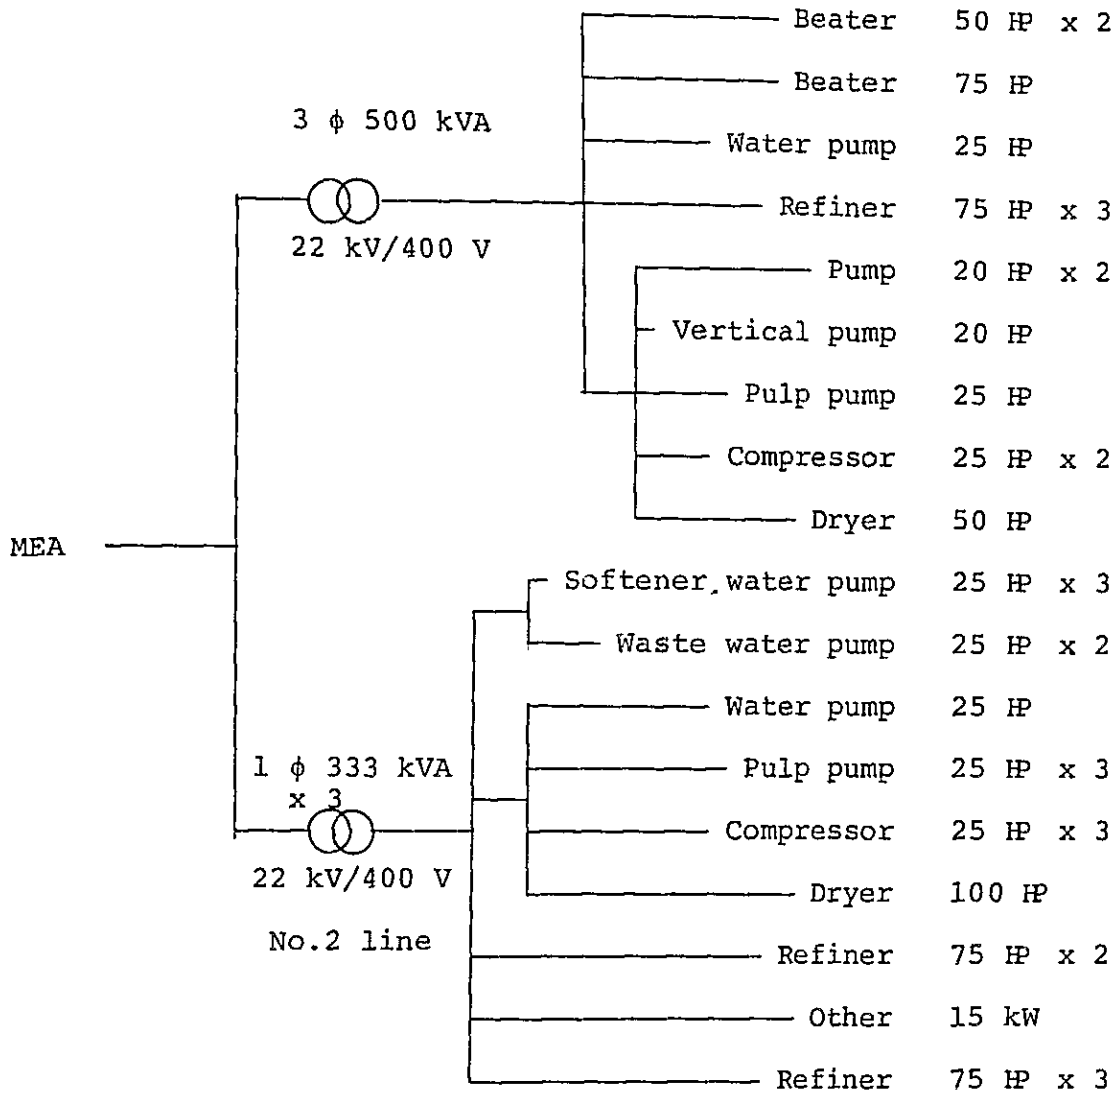 Beater 50 HP x 2
Beater 75 HP
3 φ 500 kVA
Water pump 25 HP
Refiner 75 HP x 3
22 kV/400 V
Pump 20 HP x 2
Vertical pump 20 HP
Pulp pump 25 HP
Compressor 25 HP x 2
Dryer 50 HP
MEA
Softener water pump 25 HP x 3
Waste water pump 25 HP x 2
Water pump 25 HP
1 φ 333 kVA
x 3
Pulp pump 25 HP x 3
Compressor 25 HP x 3
22 kV/400 V
Dryer 100 HP
No.2 line
Refiner 75 HP x 2
Other 15 kW
Refiner 75 HP x 3